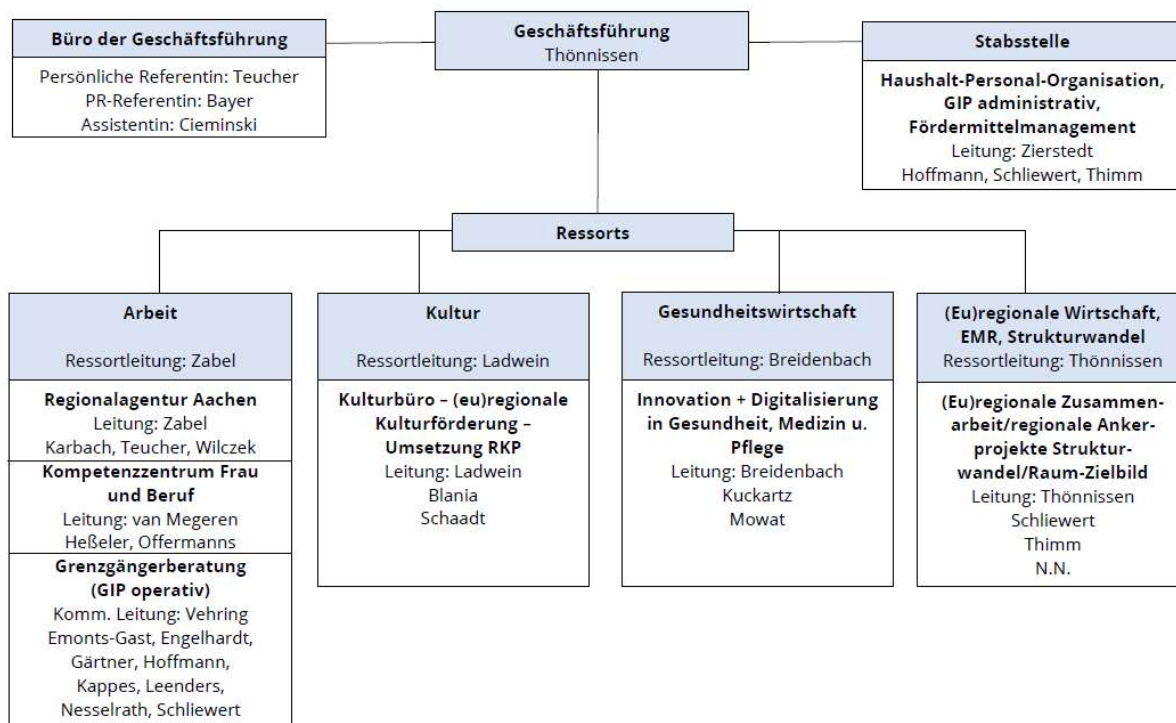 Büro der Geschäftsführung
Persönliche Referentin: Teucher
PR-Referentin: Bayer
Assistentin: Cieminski
Geschäftsführung
Thönnissen
Stabsstelle
Haushalt-Personal-Organisation,
GIP administrativ,
Fördermittelmanagement
Leitung: Zierstedt
Hoffmann, Schliewert, Thimm
Ressorts
Arbeit
Ressortleitung: Zabel
Regionalagentur Aachen
Leitung: Zabel
Karbach, Teucher, Wilczek
Kompetenzzentrum Frau
und Beruf
Leitung: van Megeren
Heßeler, Offermanns
Grenzgängerberatung
(GIP operativ)
Komm. Leitung: Vehring
Emonts-Gast, Engelhardt,
Gärtner, Hoffmann,
Kappes, Leenders,
Nesselrath, Schliewert
Kultur
Ressortleitung: Ladwein
Kulturbüro – (eu)regionale
Kulturförderung –
Umsetzung RKP
Leitung: Ladwein
Blania
Schaadt
Gesundheitswirtschaft
Ressortleitung: Breidenbach
Innovation + Digitalisierung
in Gesundheit, Medizin u.
Pflege
Leitung: Breidenbach
Kuckartz
Mowat
(Eu)regionale Wirtschaft,
EMR, Strukturwandel
Ressortleitung: Thönnissen
(Eu)regionale Zusammen-
arbeit/regionale Anker-
projekte Struktur-
wandel/Raum-Zielbild
Leitung: Thönnissen
Schliewert
Thimm
N.N.